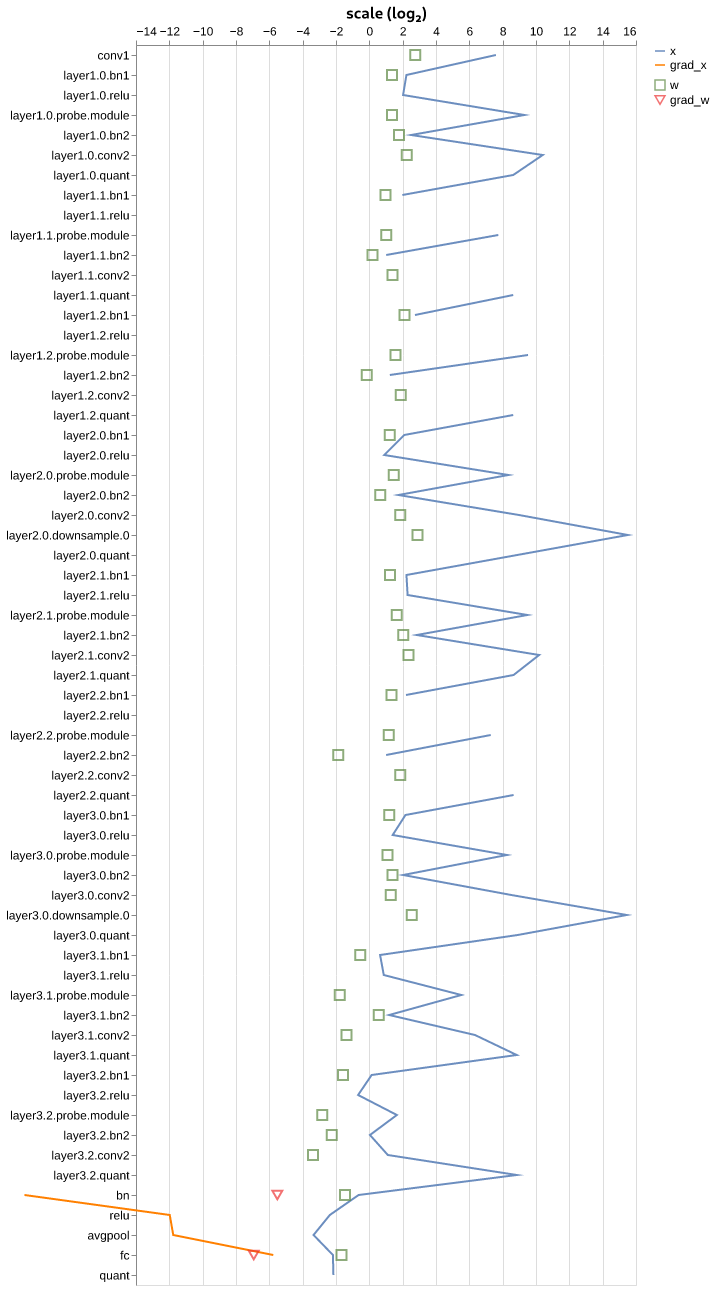 scale (log₂)
−14 −12 −10 −8 −6 −4 −2 0 2 4 6 8 10 12 14 16
x
grad_x
w
grad_w
conv1
layer1.0.bn1
layer1.0.relu
layer1.0.probe.module
layer1.0.bn2
layer1.0.conv2
layer1.0.quant
layer1.1.bn1
layer1.1.relu
layer1.1.probe.module
layer1.1.bn2
layer1.1.conv2
layer1.1.quant
layer1.2.bn1
layer1.2.relu
layer1.2.probe.module
layer1.2.bn2
layer1.2.conv2
layer1.2.quant
layer2.0.bn1
layer2.0.relu
layer2.0.probe.module
layer2.0.bn2
layer2.0.conv2
layer2.0.downsample.0
layer2.0.quant
layer2.1.bn1
layer2.1.relu
layer2.1.probe.module
layer2.1.bn2
layer2.1.conv2
layer2.1.quant
layer2.2.bn1
layer2.2.relu
layer2.2.probe.module
layer2.2.bn2
layer2.2.conv2
layer2.2.quant
layer3.0.bn1
layer3.0.relu
layer3.0.probe.module
layer3.0.bn2
layer3.0.conv2
layer3.0.downsample.0
layer3.0.quant
layer3.1.bn1
layer3.1.relu
layer3.1.probe.module
layer3.1.bn2
layer3.1.conv2
layer3.1.quant
layer3.2.bn1
layer3.2.relu
layer3.2.probe.module
layer3.2.bn2
layer3.2.conv2
layer3.2.quant
bn
relu
avgpool
fc
quant